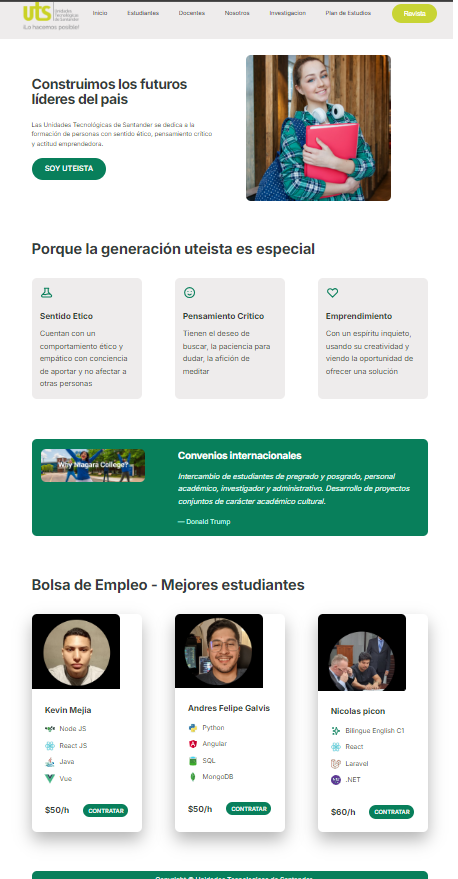 uts
Unidades
Tecnológicas
de Santander
¡Lo hacemos posible!
Inicio
Estudiantes
Docentes
Nosotros
Investigacion
Plan de Estudios
Revista
Construimos los futuros
líderes del pais
Las Unidades Tecnológicas de Santander se dedica a la
formación de personas con sentido ético, pensamiento crítico
y actitud emprendedora.
SOY UTEISTA
Porque la generación uteista es especial
Sentido Etico
Cuentan con un
comportamiento ético y
empático con conciencia
de aportar y no afectar a
otras personas
Pensamiento Crítico
Tienen el deseo de
buscar, la paciencia para
dudar, la afición de
meditar
Emprendimiento
Con un espíritu inquieto,
usando su creatividad y
viendo la oportunidad de
ofrecer una solución
Why Niagara College?
Convenios internacionales
Intercambio de estudiantes de pregrado y posgrado, personal
académico, investigador y administrativo. Desarrollo de proyectos
conjuntos de carácter académico cultural.
— Donald Trump
Bolsa de Empleo - Mejores estudiantes
Kevin Mejia
Node JS
React JS
Java
Vue
$50/h
CONTRATAR
Andres Felipe Galvis
Python
Angular
SQL
MongoDB
$50/h
CONTRATAR
Nicolas picon
Bilingue English C1
React
Laravel
.NET
$60/h
CONTRATAR